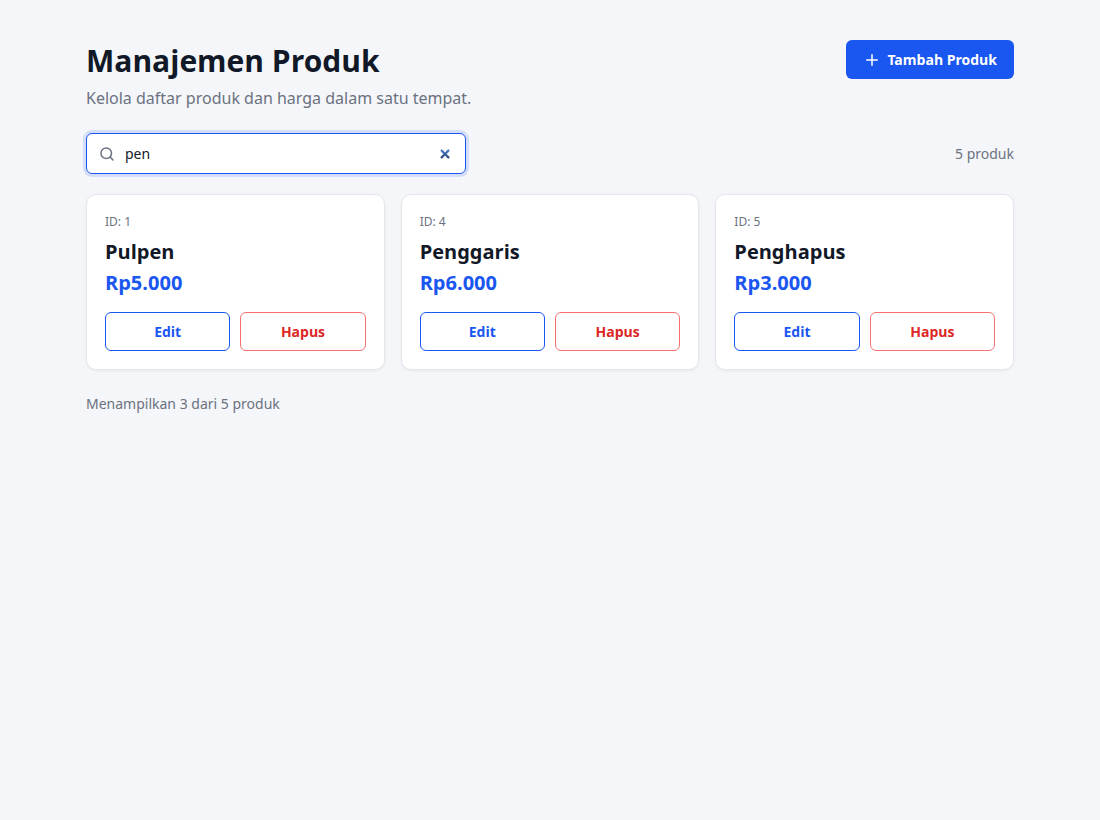 Manajemen Produk
Tambah Produk
Kelola daftar produk dan harga dalam satu tempat.
pen
5 produk
ID: 1
Pulpen
Rp5.000
Edit
Hapus
ID: 4
Penggaris
Rp6.000
Edit
Hapus
ID: 5
Penghapus
Rp3.000
Edit
Hapus
Menampilkan 3 dari 5 produk